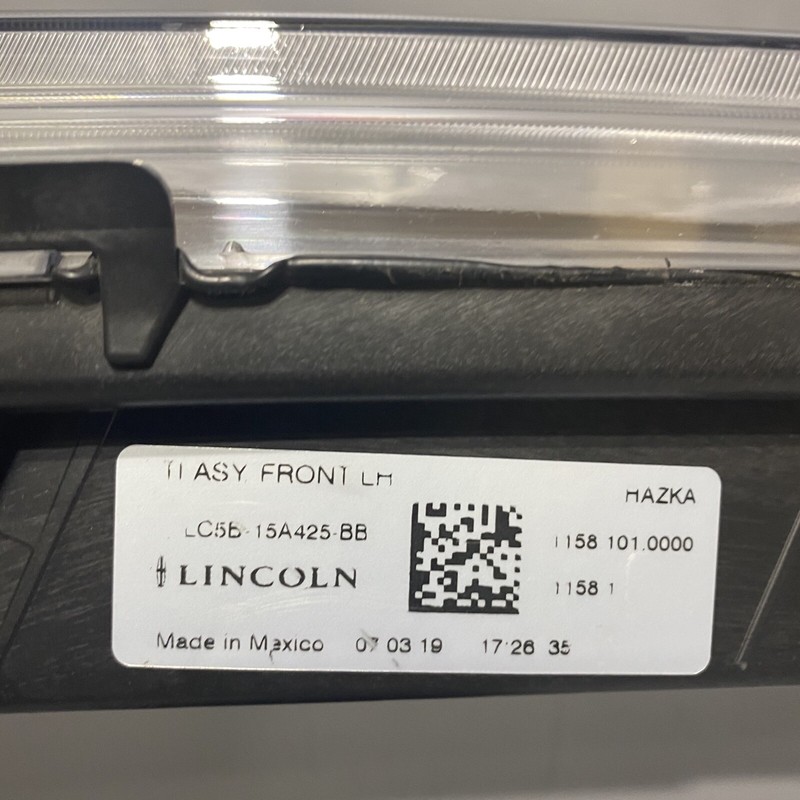 TI ASY FRONT LH
HAZKA
LC5B-15A425-BB
1158 101.0000
LINCOLN
1158 1
Made in Mexico 07 03 19 17:26 35